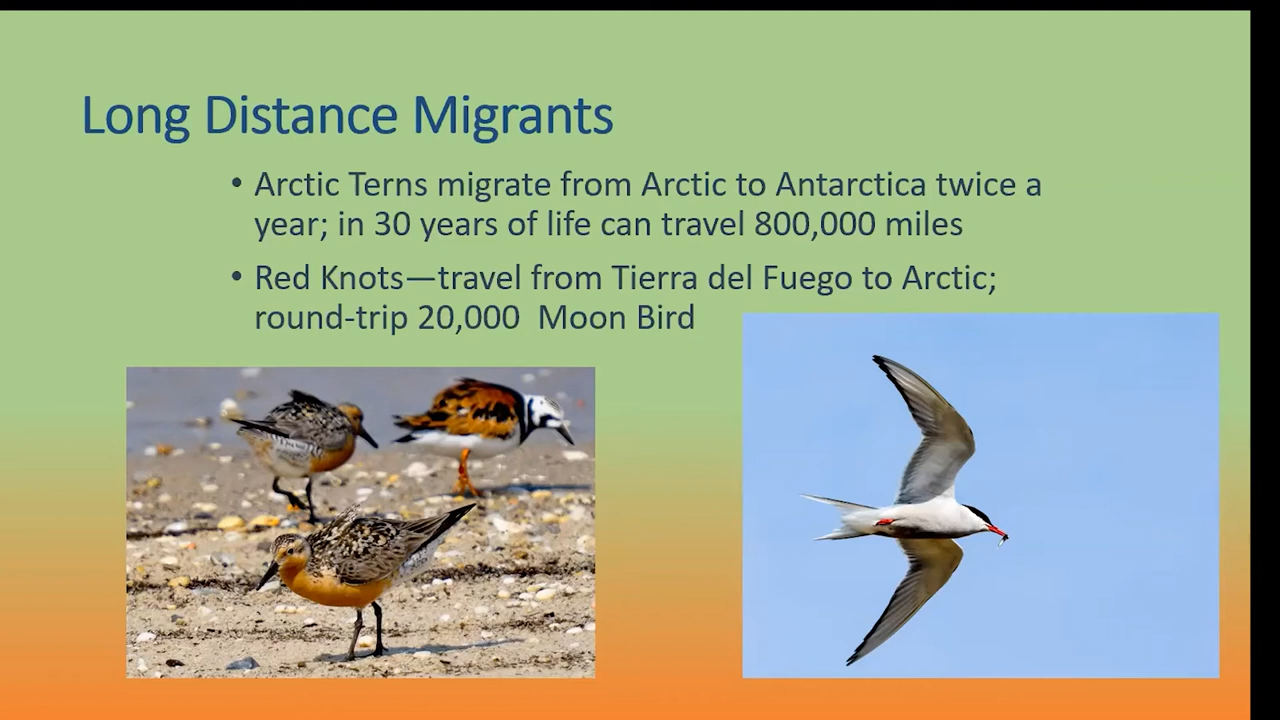 Long Distance Migrants
• Arctic Terns migrate from Arctic to Antarctica twice a
year; in 30 years of life can travel 800,000 miles
• Red Knots—travel from Tierra del Fuego to Arctic;
round-trip 20,000  Moon Bird